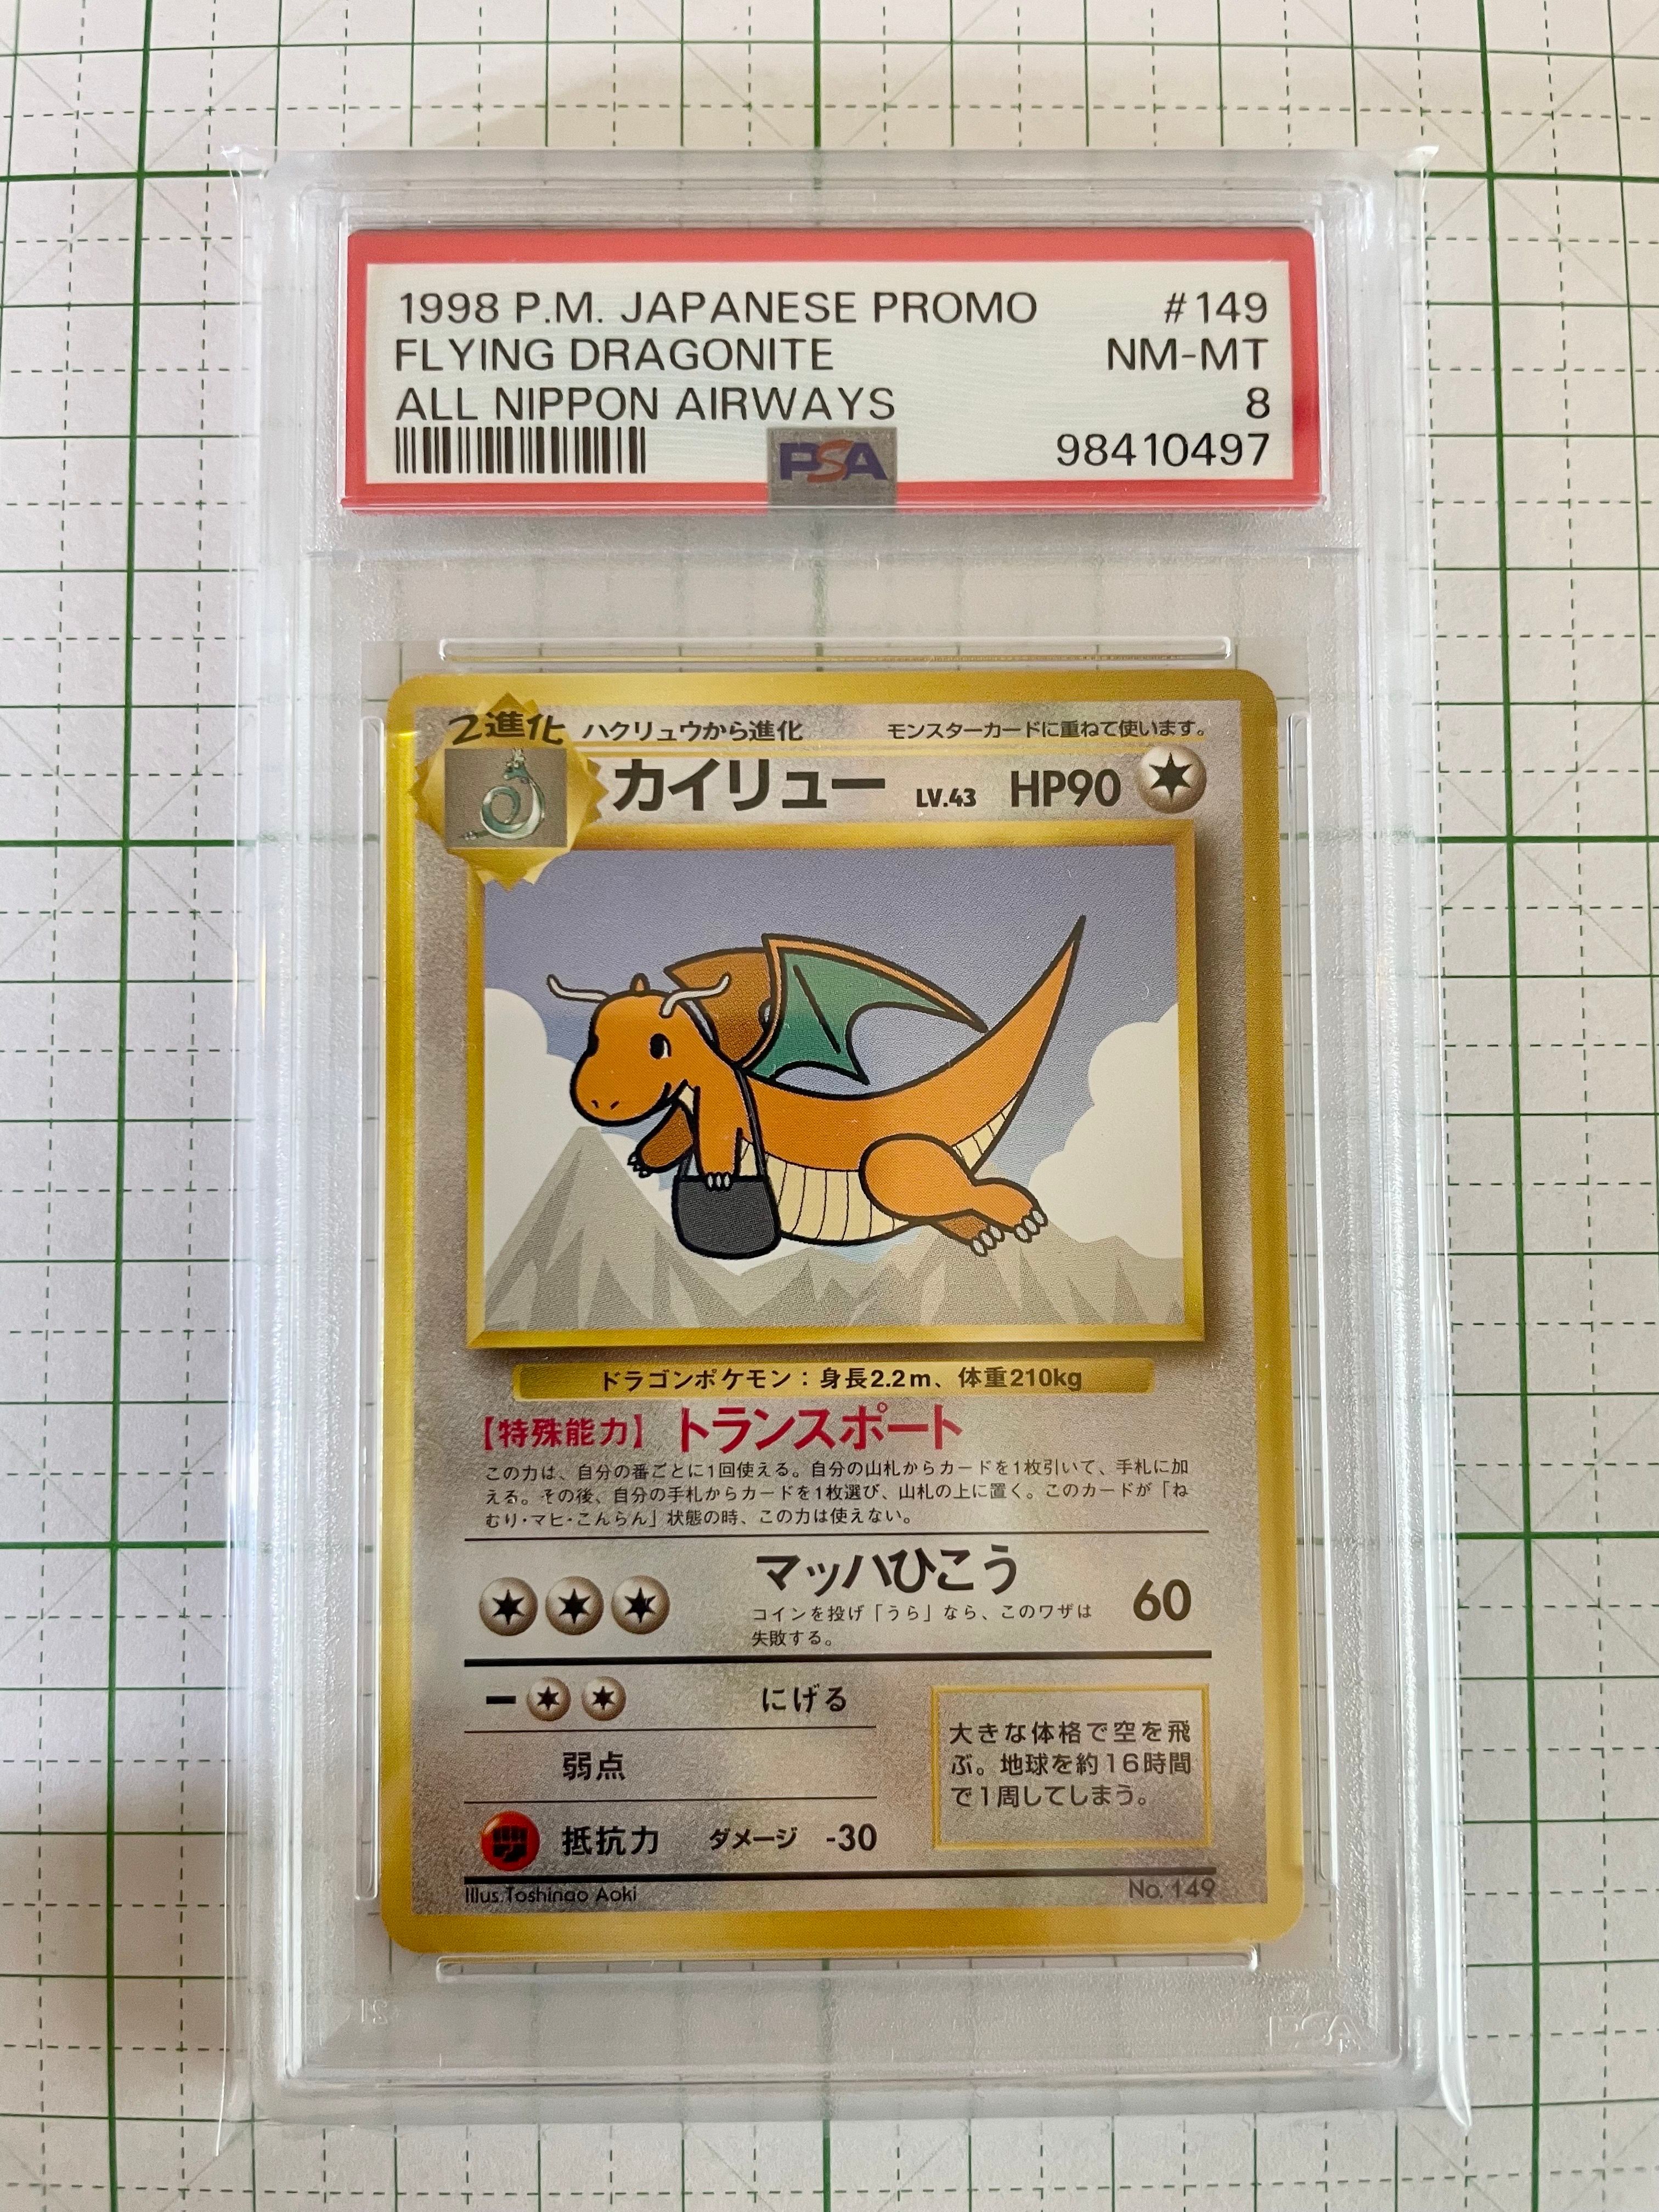 1998 P.M. JAPANESE PROMO #149
FLYING DRAGONITE NM-MT
ALL NIPPON AIRWAYS 8
PSA 98410497
2進化 ハクリュウから進化 モンスターカードに重ねて使います。
カイリュー LV.43 HP90
ドラゴンポケモン：身長2.2m、体重210kg
【特殊能力】 トランスポート
この力は、自分の番ごとに1回使える。自分の山札からカードを1枚引いて、手札に加
える。その後、自分の手札からカードを1枚選び、山札の上に置く。このカードが「ね
むり・マヒ・こんらん」状態の時、この力は使えない。
マッハひこう 60
コインを投げ「うら」なら、このワザは
失敗する。
にげる
弱点
抵抗力 ダメージ -30
大きな体格で空を飛
ぶ。地球を約16時間
で1周してしまう。
Illus.Toshinao Aoki No.149
PSA